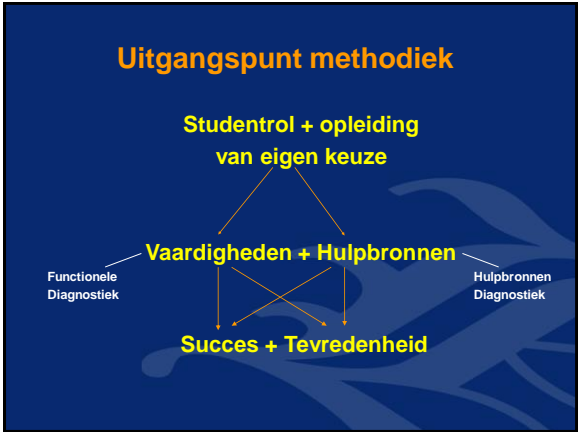 Uitgangspunt methodiek
Studentrol + opleiding
van eigen keuze
Vaardigheden + Hulpbronnen
Functionele
Diagnostiek
Hulpbronnen
Diagnostiek
Succes + Tevredenheid